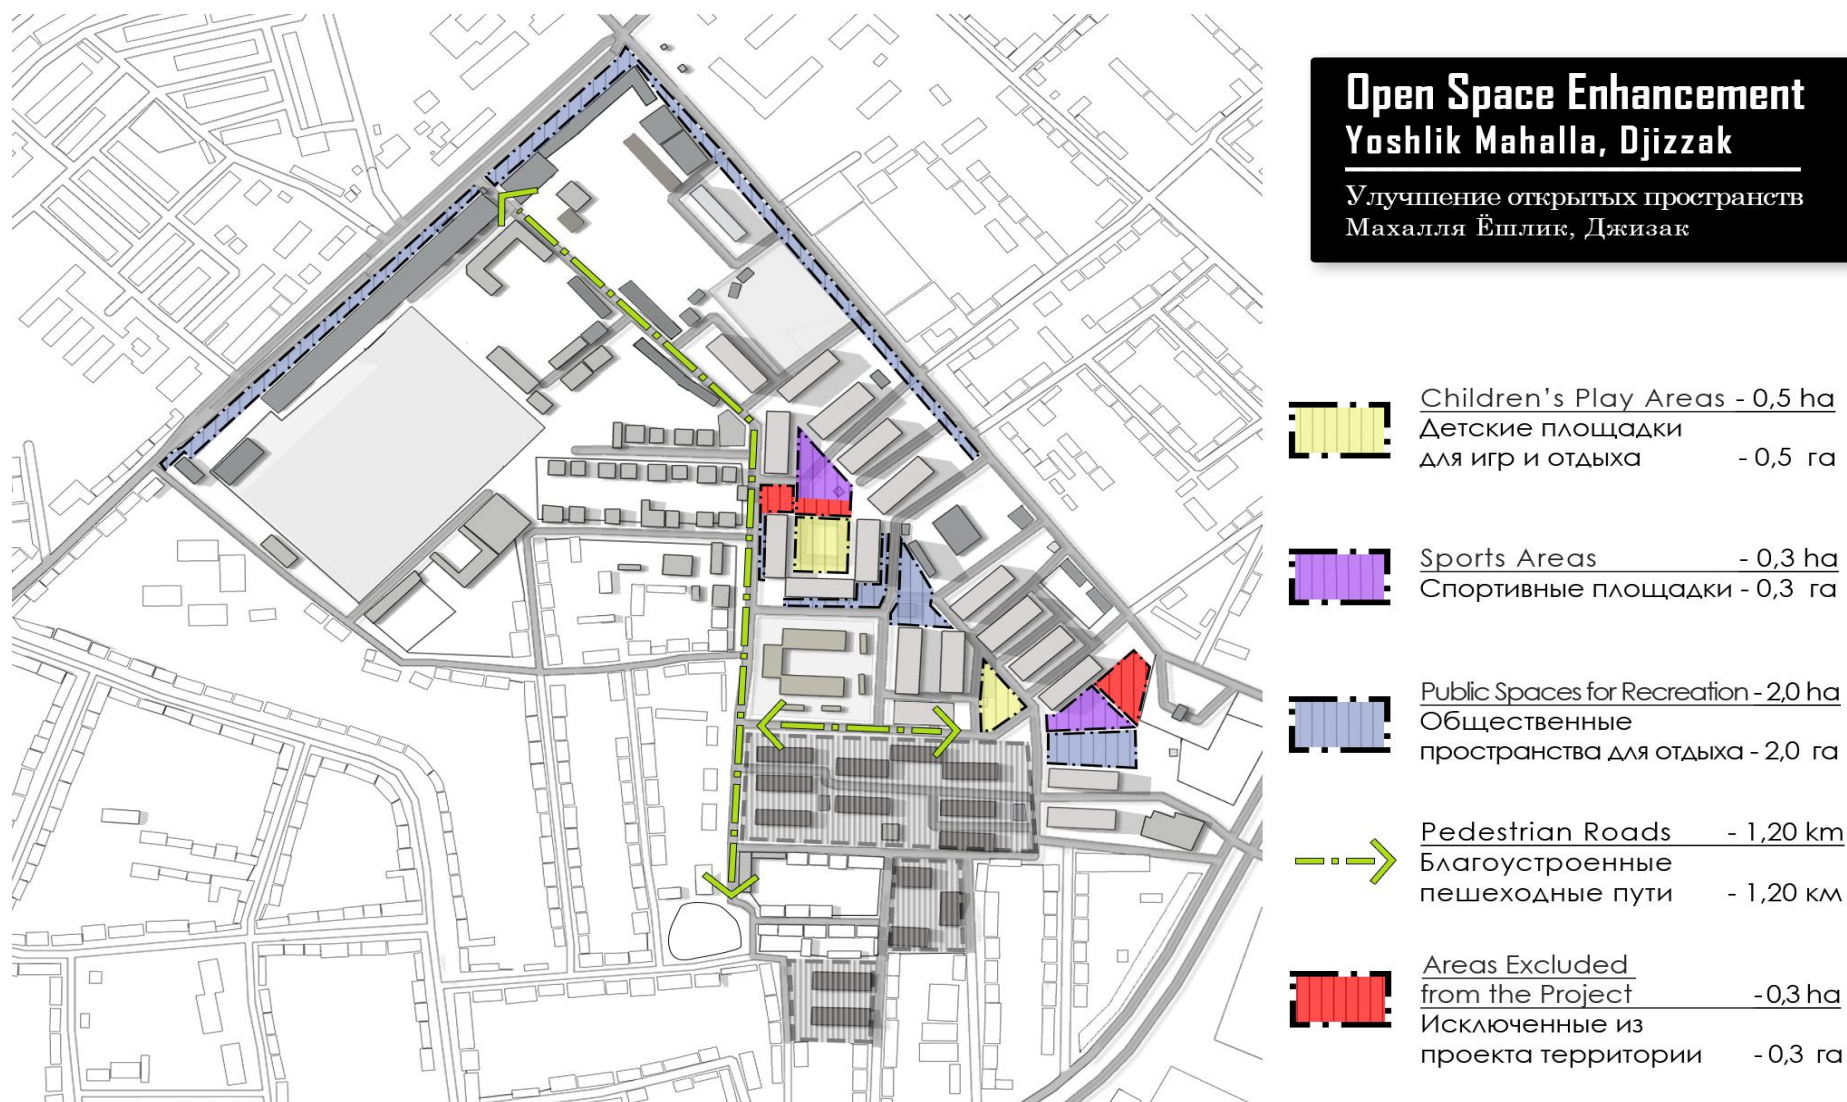 Open Space Enhancement
Yoshlik Mahalla, Djizzak
Улучшение открытых пространств
Махалля Ёшлик, Джизак
Children's Play Areas - 0,5 ha
Детские площадки
для игр и отдыха - 0,5 га
Sports Areas - 0,3 ha
Спортивные площадки - 0,3 га
Public Spaces for Recreation - 2,0 ha
Общественные
пространства для отдыха - 2,0 га
Pedestrian Roads - 1,20 km
Благоустроенные
пешеходные пути - 1,20 км
Areas Excluded
from the Project - 0,3 ha
Исключенные из
проекта территории - 0,3 га